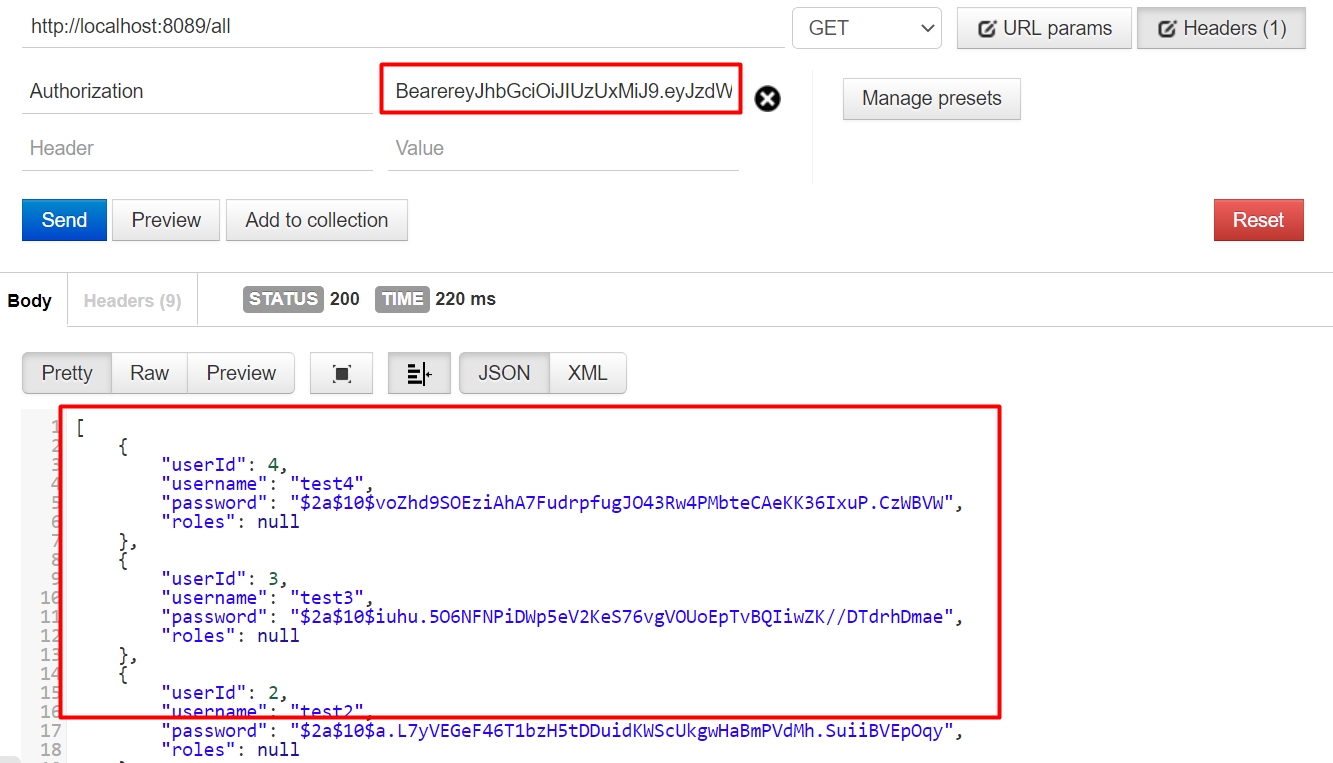 http://localhost:8089/all GET URL params Headers (1)
Authorization BearereyJhbGciOiJIUzUxMiJ9.eyJzdW Manage presets
Header Value
Send Preview Add to collection Reset
Body Headers (9) STATUS 200 TIME 220 ms
Pretty Raw Preview JSON XML
1 [
2 {
3 "userId": 4,
4 "username": "test4",
5 "password": "$2a$10$voZhd9SOEziAhA7FudrpfugJO43Rw4PMbteCAeKK36IxuP.CzWBVW",
6 "roles": null
7 },
8 {
9 "userId": 3,
10 "username": "test3",
11 "password": "$2a$10$iuhu.5O6NFNPiDWp5eV2KeS76vgVOUoEpTvBQIiwZK//DTdrhDmae",
12 "roles": null
13 },
14 {
15 "userId": 2,
16 "username": "test2",
17 "password": "$2a$10$a.L7yVEGeF46T1bzH5tDDuidKWScUkgwHaBmPVdMh.SuiiBVEpOqy",
18 "roles": null